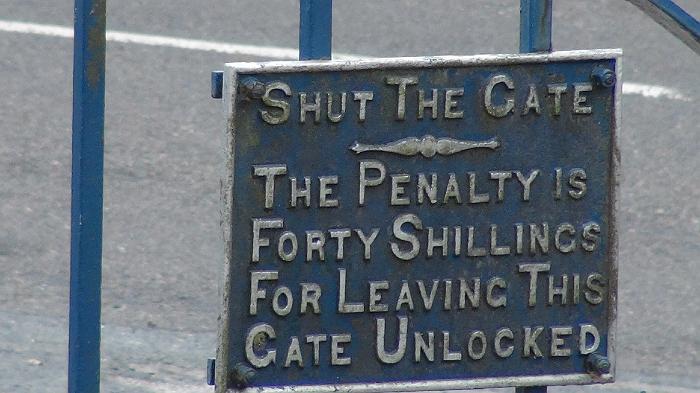 SHUT THE GATE
THE PENALTY IS
FORTY SHILLINGS
FOR LEAVING THIS
GATE UNLOCKED